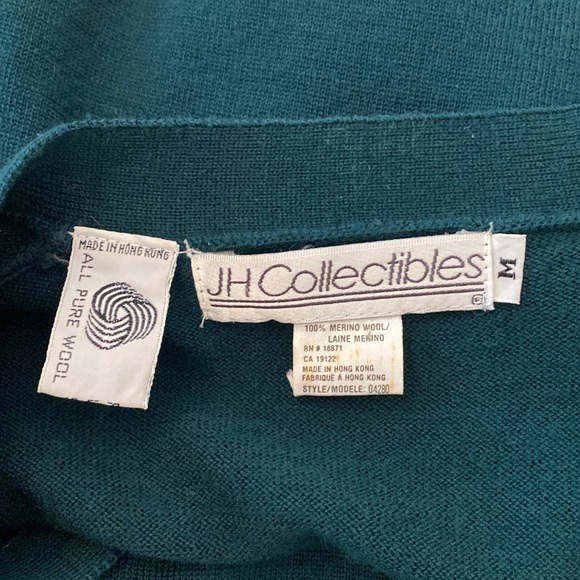 MADE IN HONG KONG
ALL PURE WOOL
JH Collectibles
®
M
100% MERINO WOOL/
LAINE MERINO
RN # 16871
CA 19122
MADE IN HONG KONG
FABRIQUE À HONG KONG
STYLE/MODELE: 04280